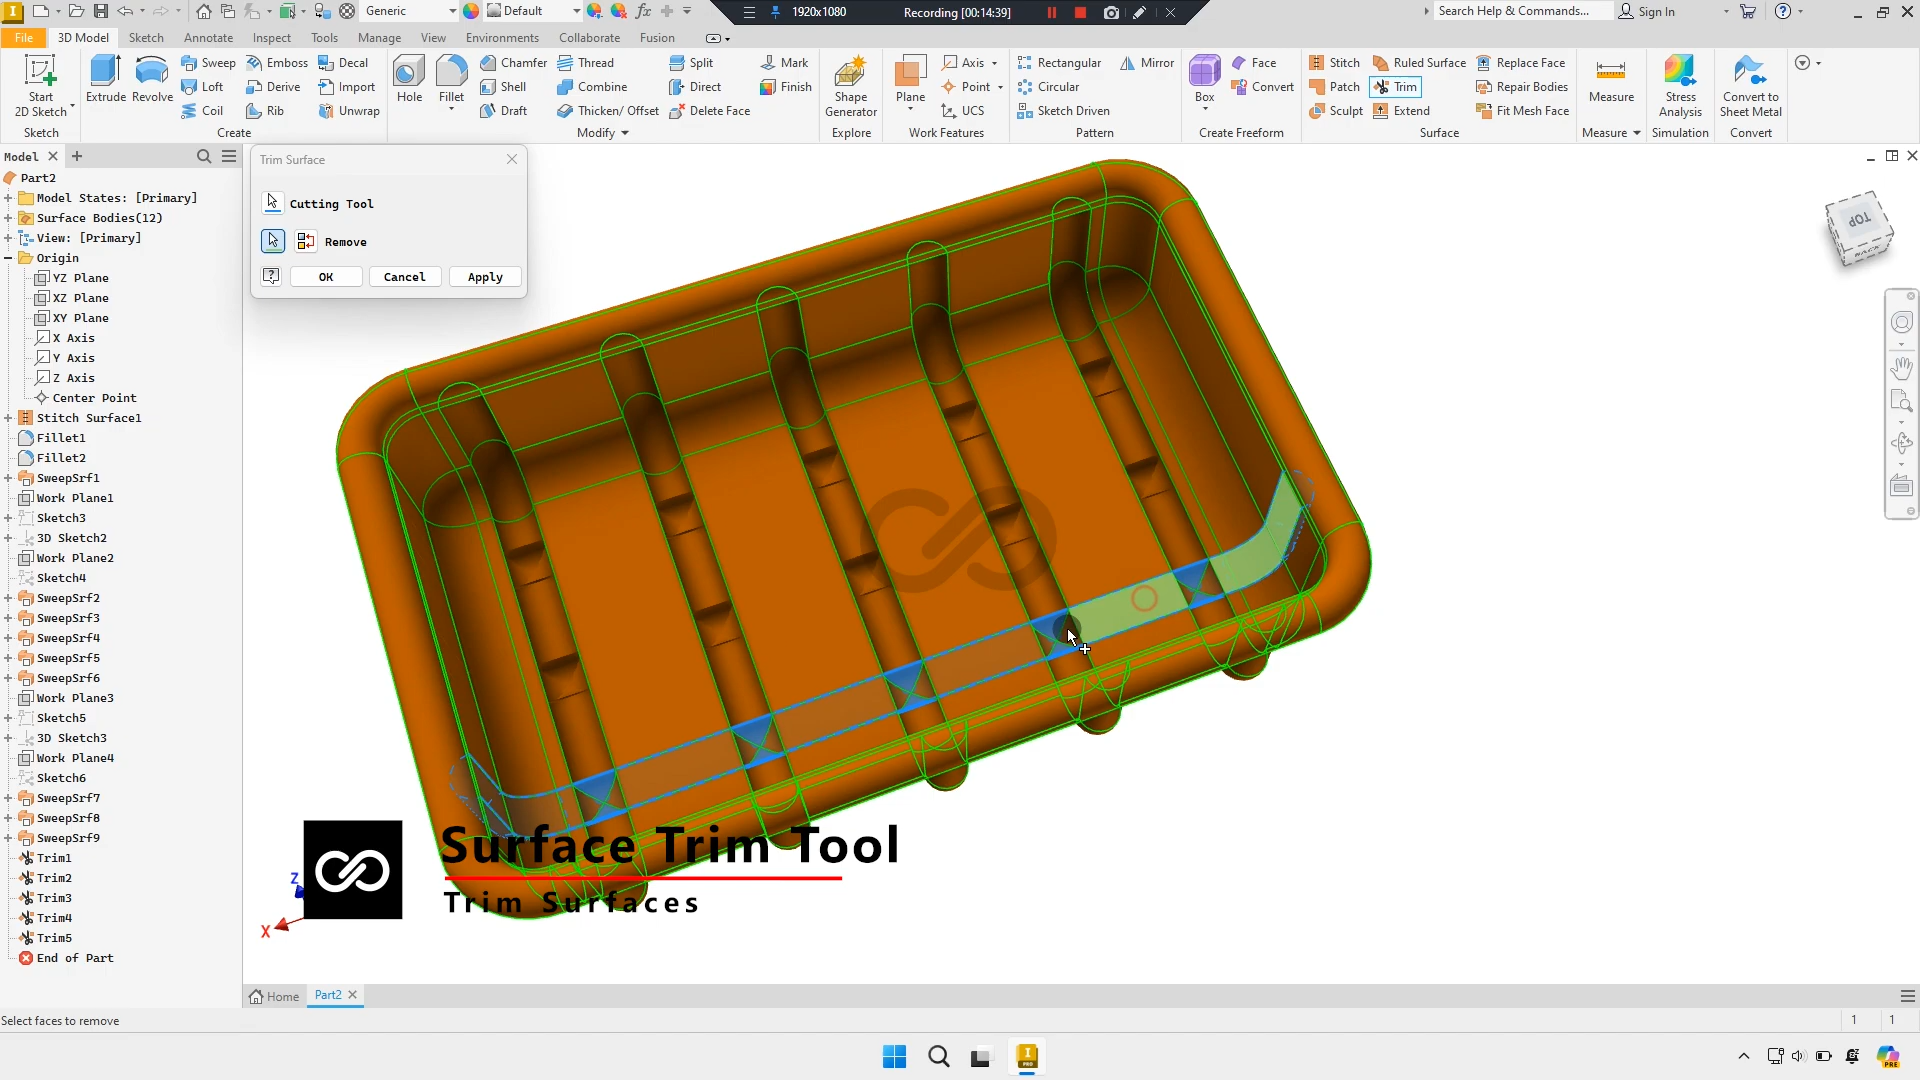 Generic
Default
1920x1080
Recording [00:14:39]
Search Help & Commands...
Sign In
File
3D Model
Sketch
Annotate
Inspect
Tools
Manage
View
Environments
Collaborate
Fusion
Start
2D Sketch
Sketch
Extrude
Revolve
Sweep
Loft
Coil
Emboss
Derive
Rib
Decal
Import
Unwrap
Create
Hole
Fillet
Chamfer
Shell
Draft
Thread
Combine
Thicken/ Offset
Split
Direct
Delete Face
Modify
Mark
Finish
Shape
Generator
Explore
Plane
Axis
Point
UCS
Work Features
Rectangular
Circular
Sketch Driven
Mirror
Pattern
Box
Face
Convert
Create Freeform
Stitch
Patch
Sculpt
Ruled Surface
Trim
Extend
Replace Face
Repair Bodies
Fit Mesh Face
Surface
Measure
Measure
Stress
Analysis
Simulation
Convert to
Sheet Metal
Convert
Model
Part2
Model States: [Primary]
Surface Bodies(12)
View: [Primary]
Origin
YZ Plane
XZ Plane
XY Plane
X Axis
Y Axis
Z Axis
Center Point
Stitch Surface1
Fillet1
Fillet2
SweepSrf1
Work Plane1
Sketch3
3D Sketch2
Work Plane2
Sketch4
SweepSrf2
SweepSrf3
SweepSrf4
SweepSrf5
SweepSrf6
Work Plane3
Sketch5
3D Sketch3
Work Plane4
Sketch6
SweepSrf7
SweepSrf8
SweepSrf9
Trim1
Trim2
Trim3
Trim4
Trim5
End of Part
Trim Surface
Cutting Tool
Remove
OK
Cancel
Apply
TOP
BACK
Surface Trim Tool
Trim Surfaces
Z
X
Home
Part2
Select faces to remove
1
1